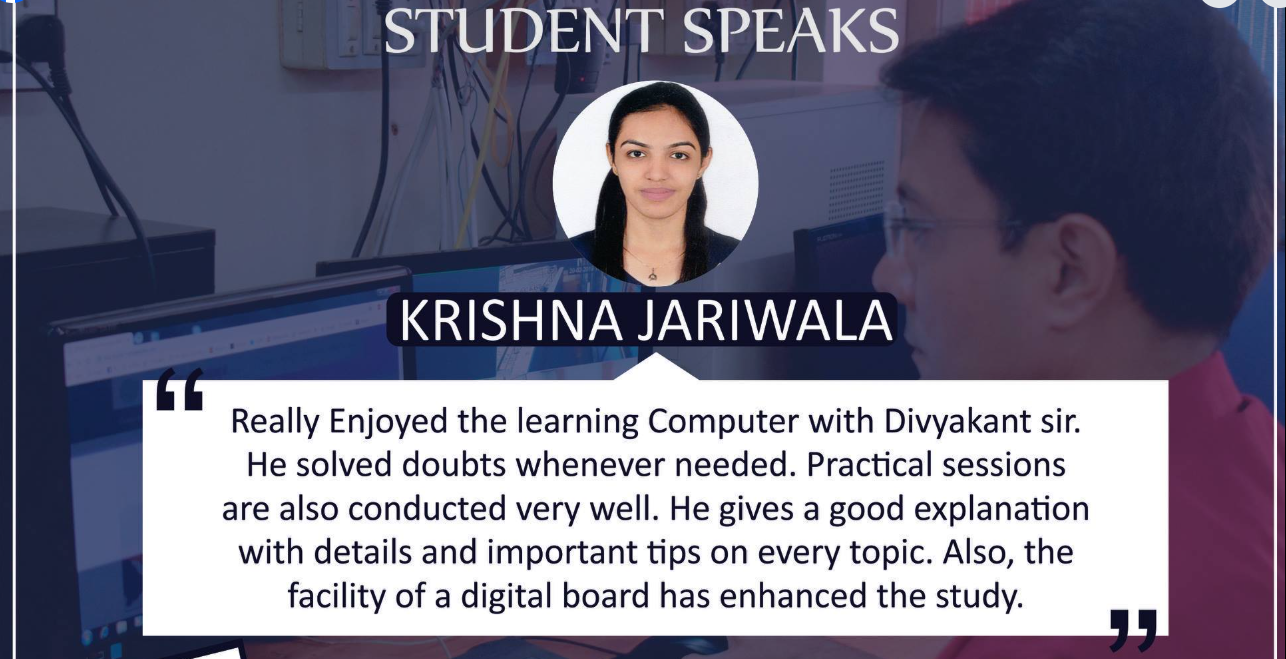 STUDENT SPEAKS
KRISHNA JARIWALA
“
Really Enjoyed the learning Computer with Divyakant sir.
He solved doubts whenever needed. Practical sessions
are also conducted very well. He gives a good explanation
with details and important tips on every topic. Also, the
facility of a digital board has enhanced the study.
”